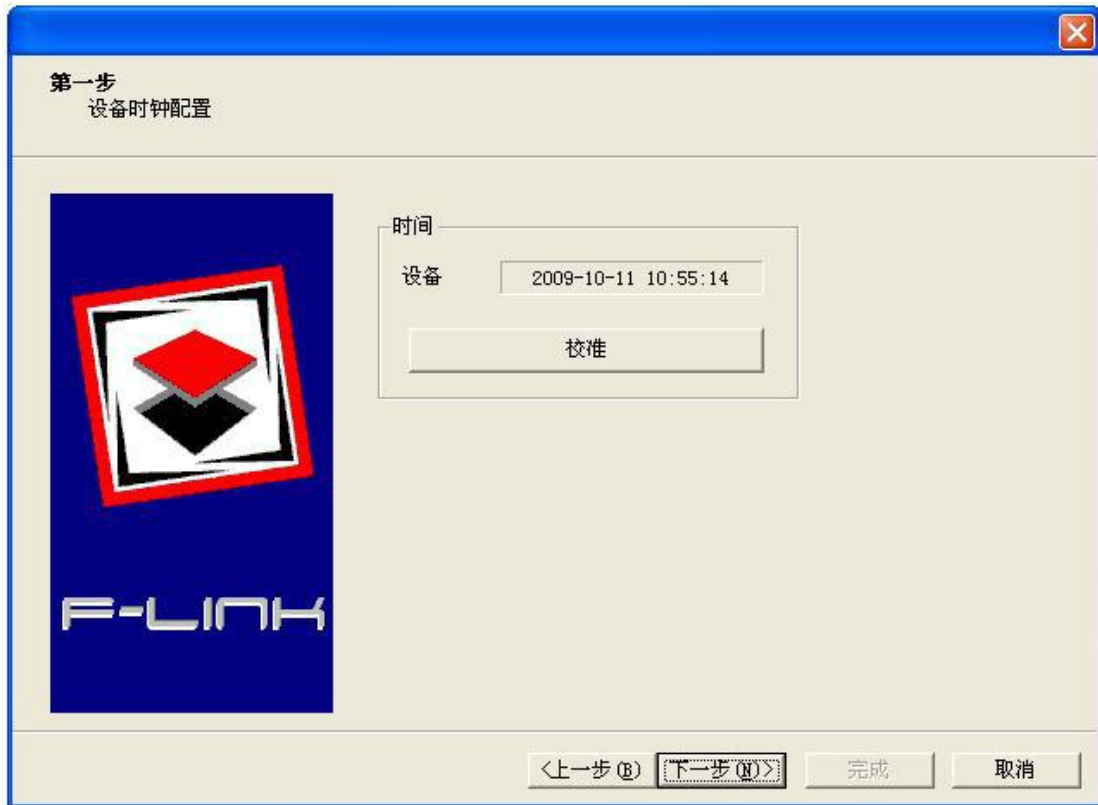 第一步
设备时钟配置
时间
设备 2009-10-11 10:55:14
校准
F-LINK
<上一步(B) 下一步(N)> 完成 取消